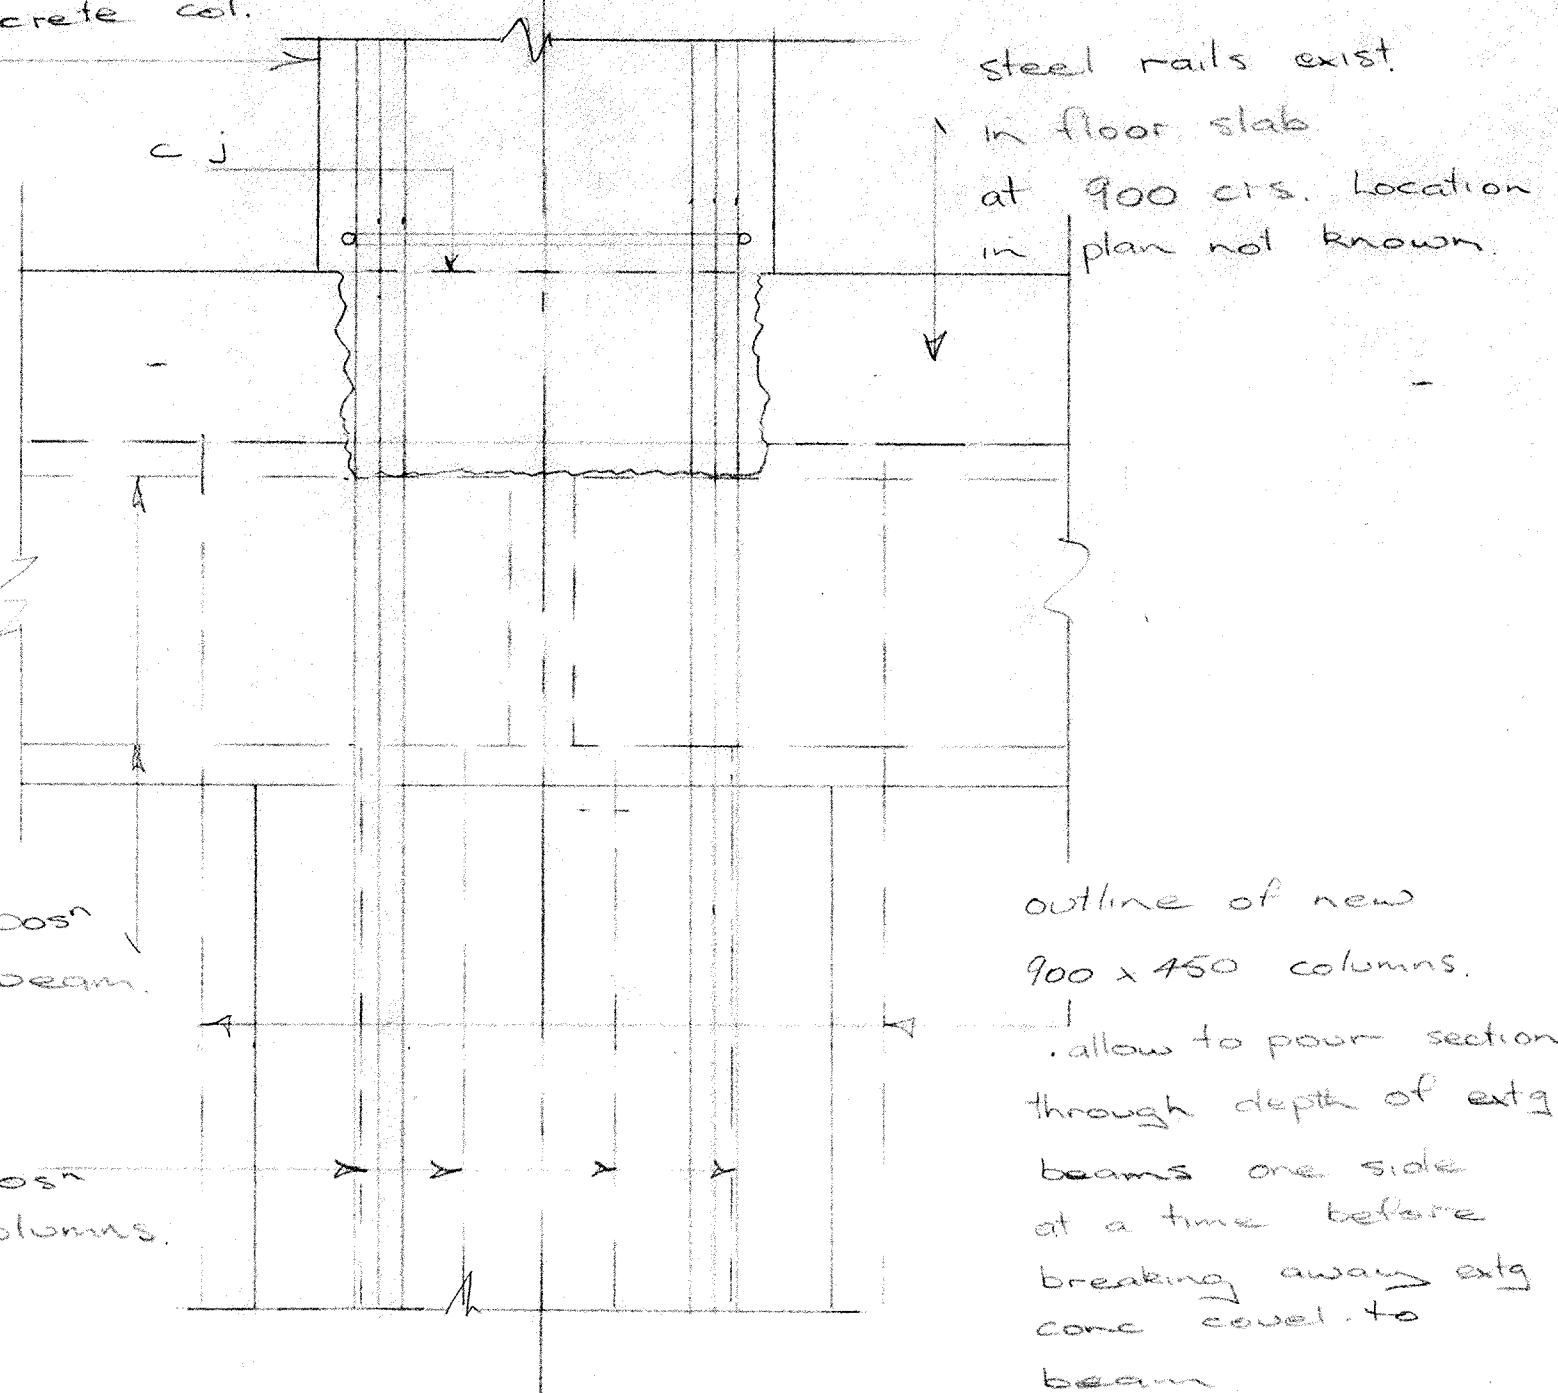 crete col.
c j
steel rails exist.
in floor slab
at 900 crs. Location
in plan not known.
posn
beam.
osn
olumns.
outline of new
900 x 450 columns.
. allow to pour section
through depth of extg
beams one side
at a time before
breaking away extg
conc cover. to
beam